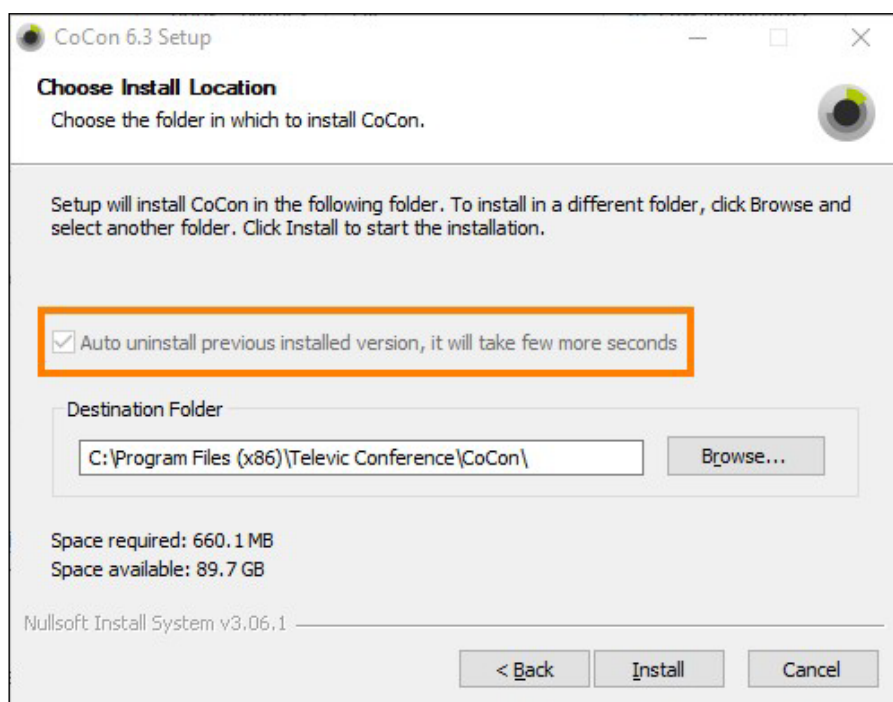 CoCon 6.3 Setup
Choose Install Location
Choose the folder in which to install CoCon.
Setup will install CoCon in the following folder. To install in a different folder, click Browse and
select another folder. Click Install to start the installation.
Auto uninstall previous installed version, it will take few more seconds
Destination Folder
C:\Program Files (x86)\Televic Conference\CoCon\
Browse...
Space required: 660.1 MB
Space available: 89.7 GB
Nullsoft Install System v3.06.1
< Back
Install
Cancel